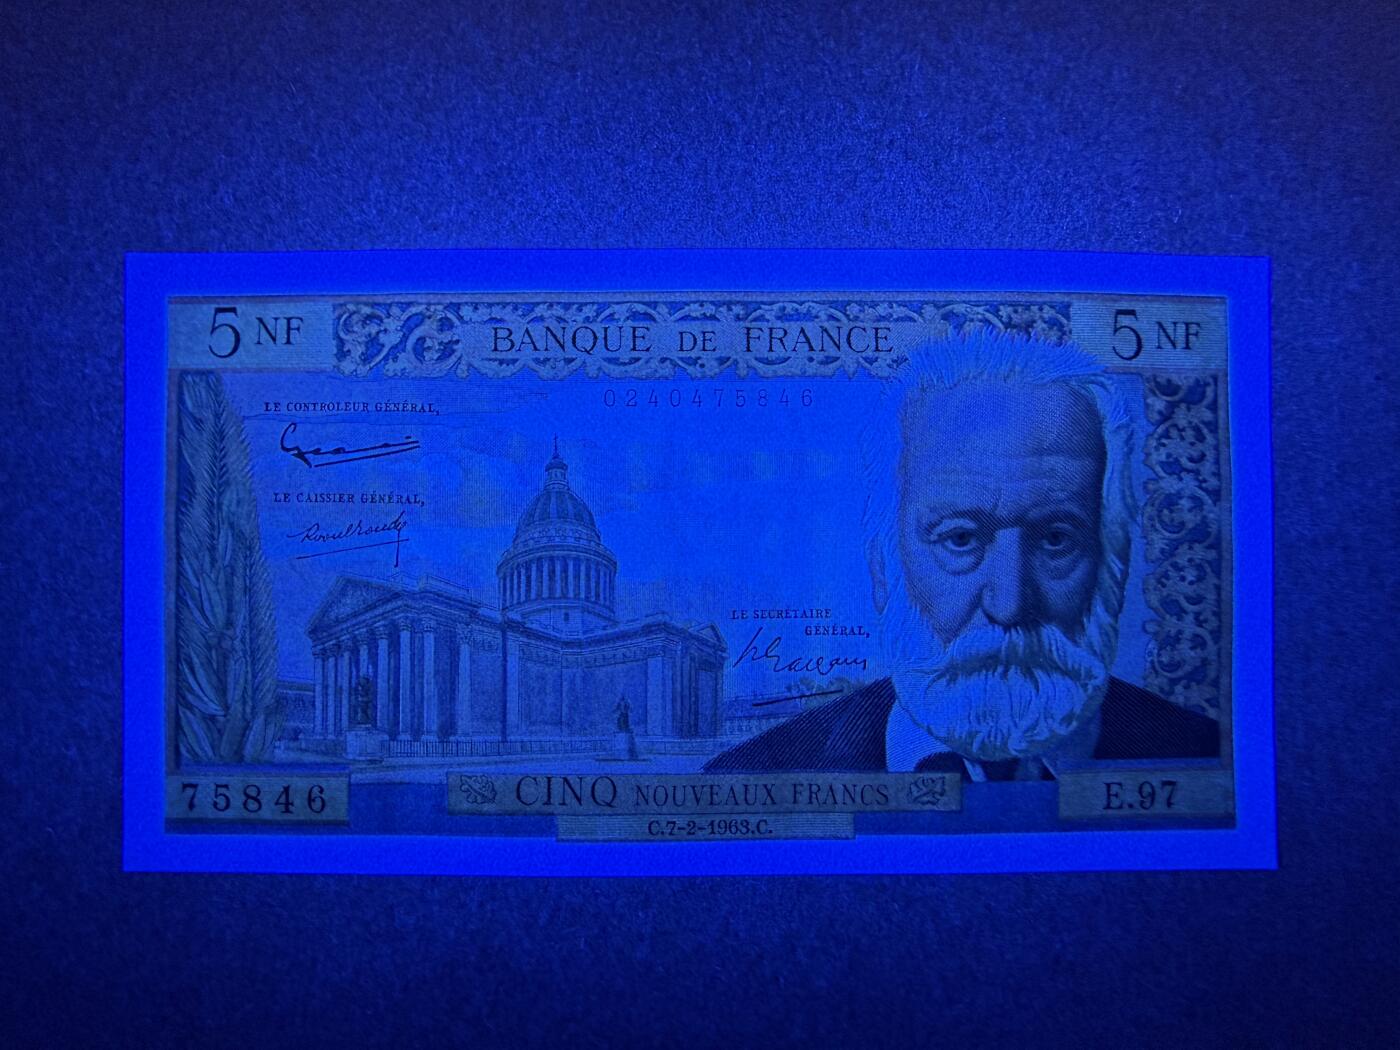 5 NF
BANQUE DE FRANCE
5 NF
0240475846
LE CONTROLEUR GÉNÉRAL,
LE CAISSIER GÉNÉRAL,
LE SECRÉTAIRE
GÉNÉRAL,
75846
CINQ NOUVEAUX FRANCS
E.97
C.7-2-1963.C.